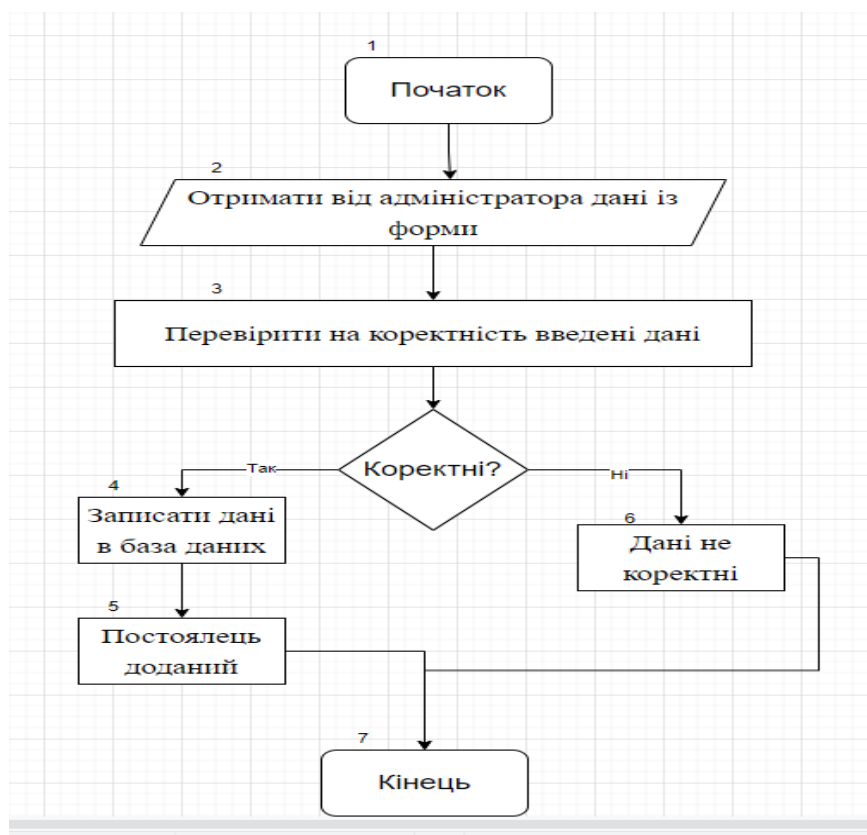 1
Початок
2
Отримати від адміністратора дані із
форми
3
Перевірити на коректність введені дані
Коректні?
Так
Ні
4
Записати дані
в база даних
6
Дані не
коректні
5
Постоялець
доданий
7
Кінець